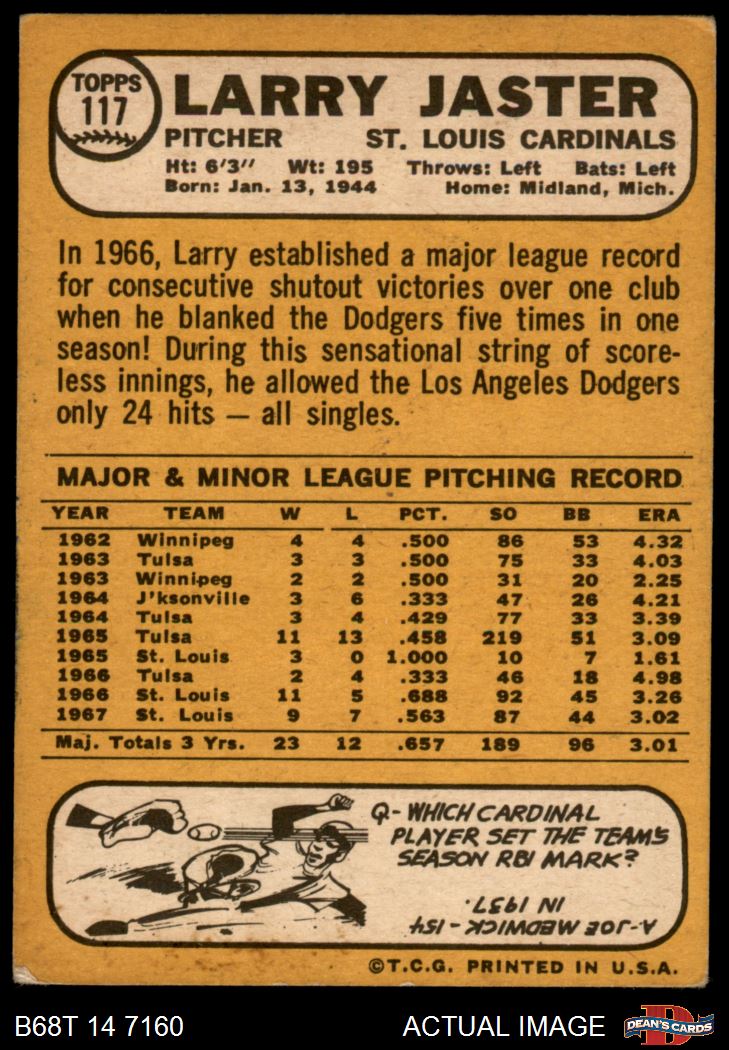 TOPPS
117
LARRY JASTER
PITCHER ST. LOUIS CARDINALS
Ht: 6'3" Wt: 195 Throws: Left Bats: Left
Born: Jan. 13, 1944 Home: Midland, Mich.
In 1966, Larry established a major league record
for consecutive shutout victories over one club
when he blanked the Dodgers five times in one
season! During this sensational string of score-
less innings, he allowed the Los Angeles Dodgers
only 24 hits — all singles.
MAJOR & MINOR LEAGUE PITCHING RECORD
YEAR TEAM W L PCT. SO BB ERA
1962 Winnipeg 4 4 .500 86 53 4.32
1963 Tulsa 3 3 .500 75 33 4.03
1963 Winnipeg 2 2 .500 31 20 2.25
1964 J'ksonville 3 6 .333 47 26 4.21
1964 Tulsa 3 4 .429 77 33 3.39
1965 Tulsa 11 13 .458 219 51 3.09
1965 St. Louis 3 0 1.000 10 7 1.61
1966 Tulsa 2 4 .333 46 18 4.98
1966 St. Louis 11 5 .688 92 45 3.26
1967 St. Louis 9 7 .563 87 44 3.02
Maj. Totals 3 Yrs. 23 12 .657 189 96 3.01
Q- WHICH CARDINAL
PLAYER SET THE TEAM'S
SEASON RBI MARK?
A-JOE MEDWICK-154
IN 1937.
©T.C.G. PRINTED IN U.S.A.
B68T 14 7160 ACTUAL IMAGE
D
DEAN'S CARDS